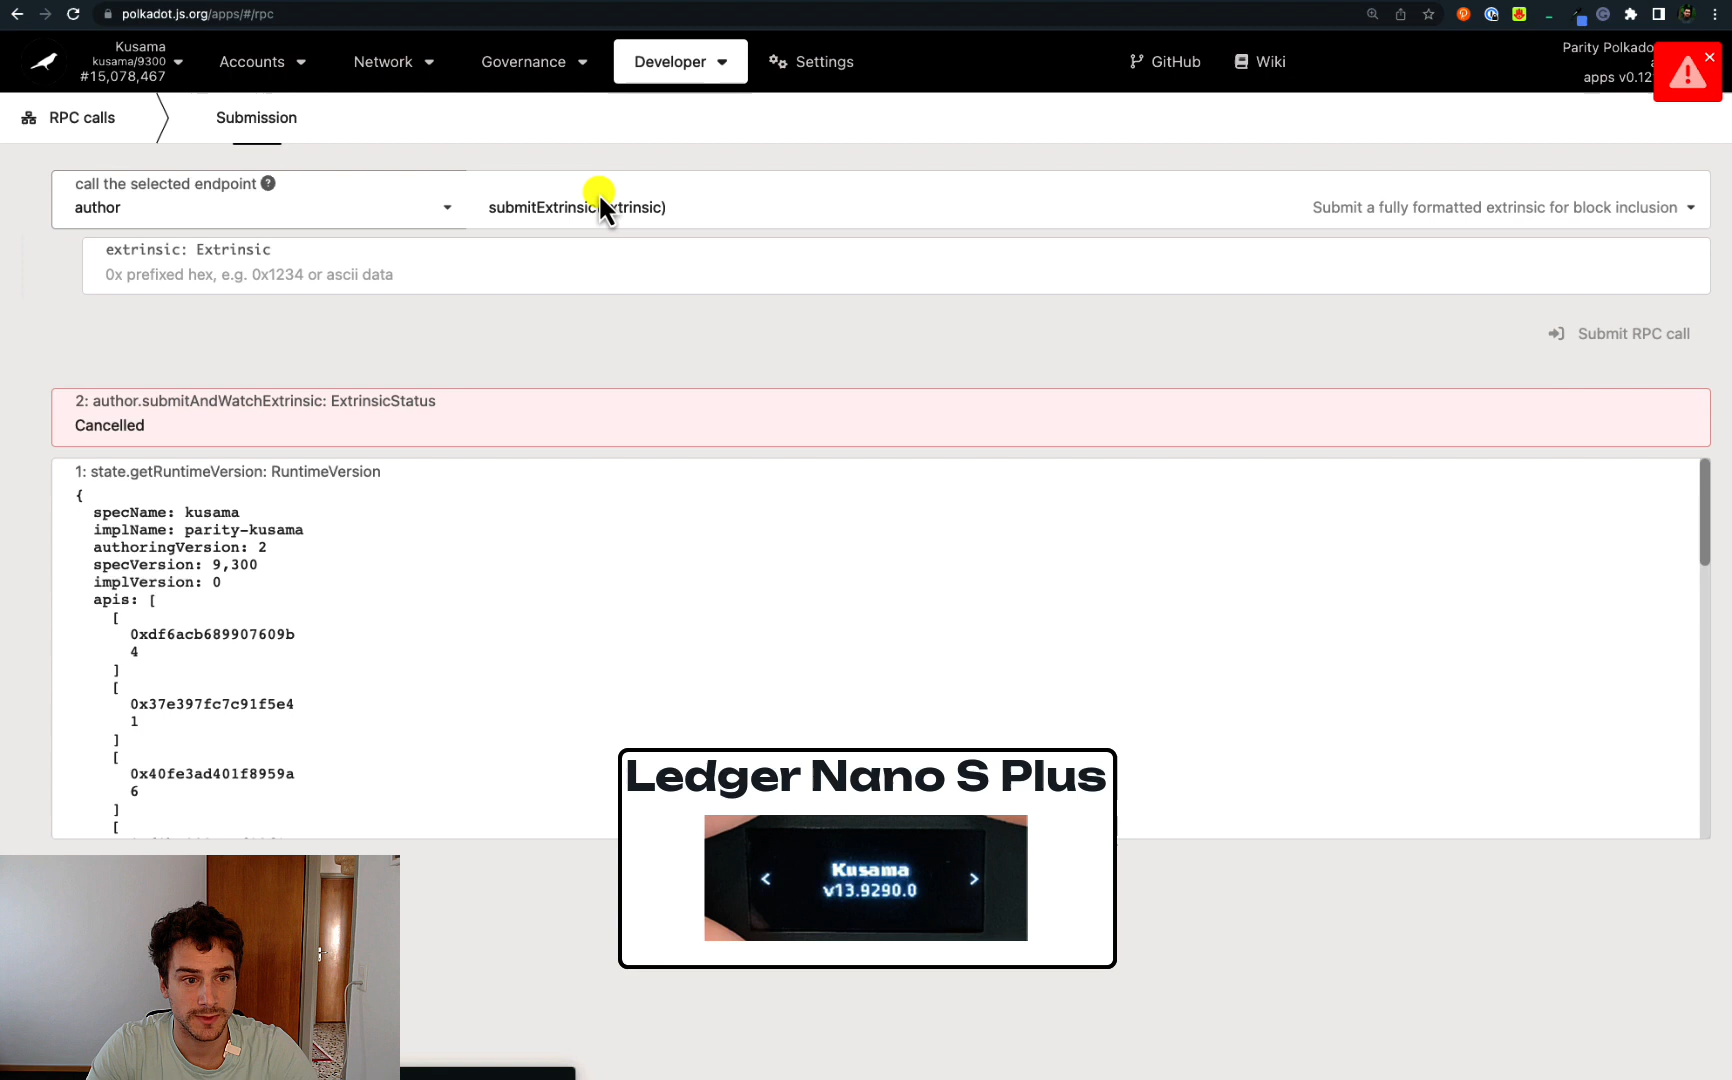 polkadot.js.org/apps/#/rpc
Kusama
kusama/9300
#15,078,467
Accounts
Network
Governance
Developer
Settings
GitHub
Wiki
Parity Polkado
apps v0.12
RPC calls
Submission
call the selected endpoint
author
submitExtrinsic trinsic)
Submit a fully formatted extrinsic for block inclusion
extrinsic: Extrinsic
0x prefixed hex, e.g. 0x1234 or ascii data
Submit RPC call
2: author.submitAndWatchExtrinsic: ExtrinsicStatus
Cancelled
1: state.getRuntimeVersion: RuntimeVersion
{
specName: kusama
implName: parity-kusama
authoringVersion: 2
specVersion: 9,300
implVersion: 0
apis: [
[
0xdf6acb689907609b
4
]
[
0x37e397fc7c91f5e4
1
]
[
0x40fe3ad401f8959a
6
]
[
Ledger Nano S Plus
< Kusama >
v13.9290.0